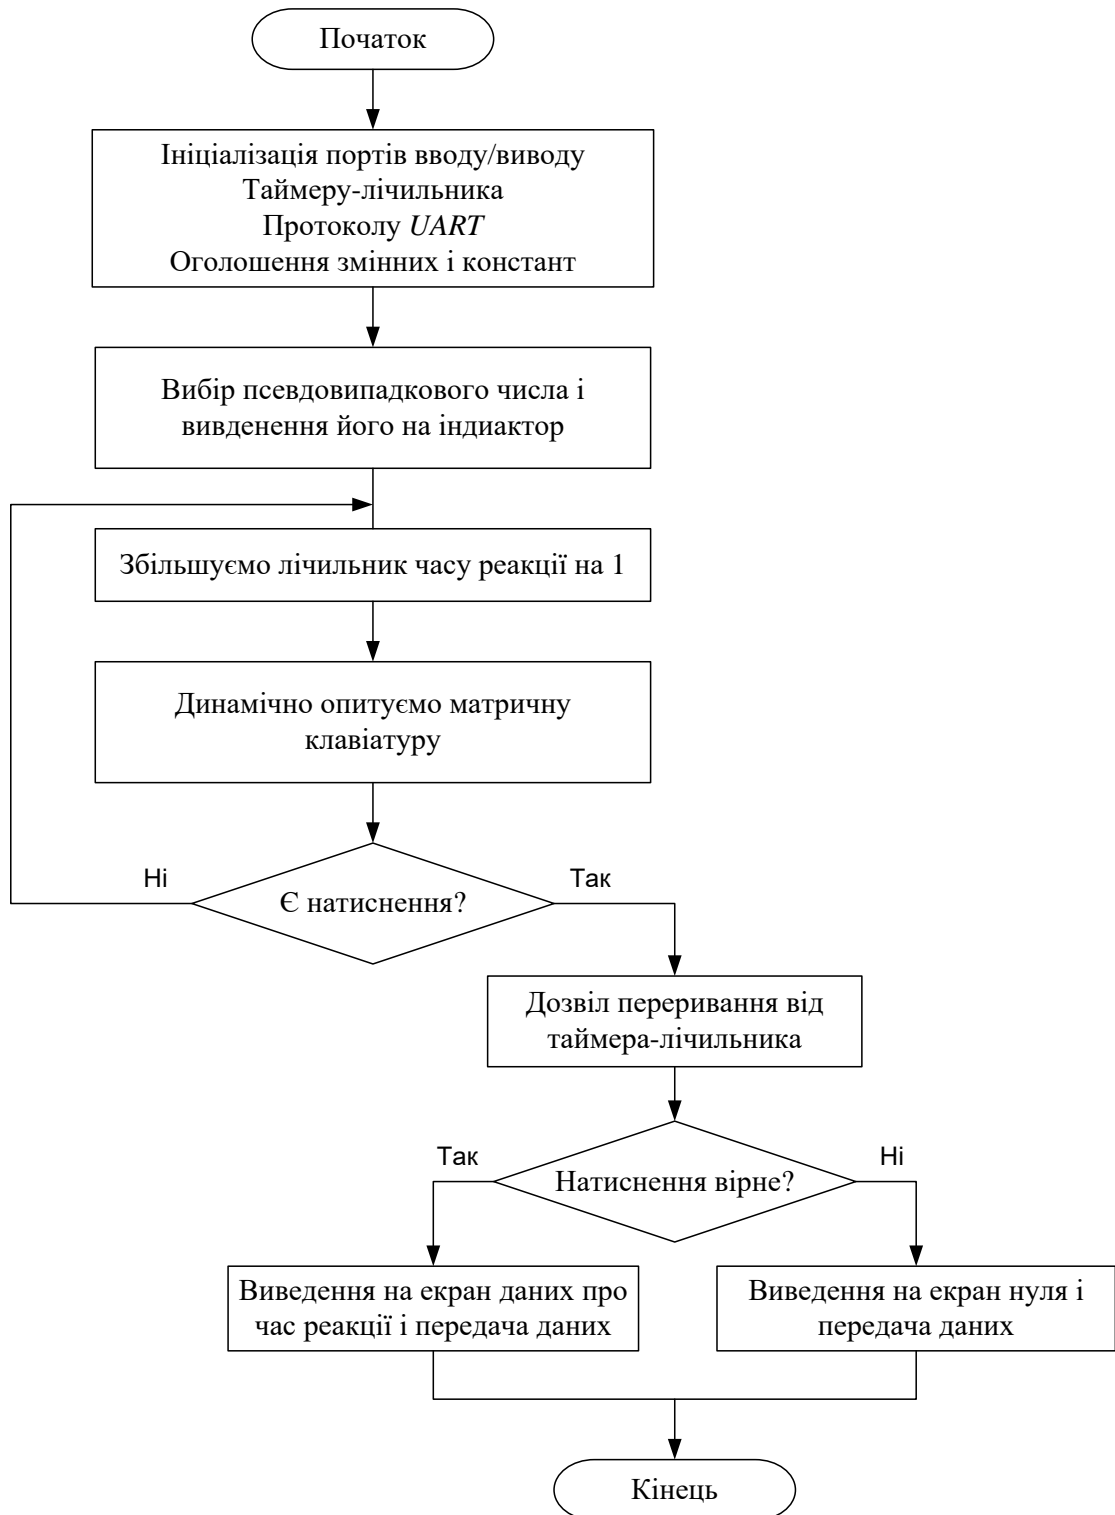 Початок
Ініціалізація портів вводу/виводу
Таймеру-лічильника
Протоколу UART
Оголошення змінних і констант
Вибір псевдовипадкового числа і
вивденення його на індиактор
Збільшуємо лічильник часу реакції на 1
Динамічно опитуємо матричну
клавіатуру
Ні
Так
Є натиснення?
Дозвіл переривання від
таймера-лічильника
Так
Ні
Натиснення вірне?
Виведення на екран даних про
час реакції і передача даних
Виведення на екран нуля і
передача даних
Кінець